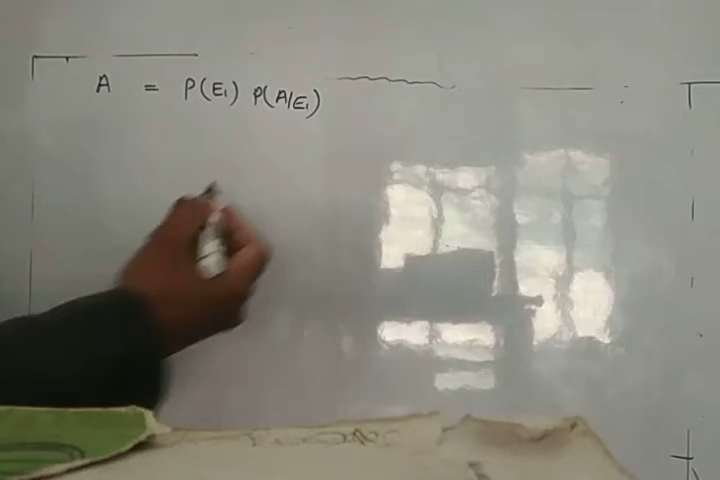 A = P(E₁) P(A/E₁)